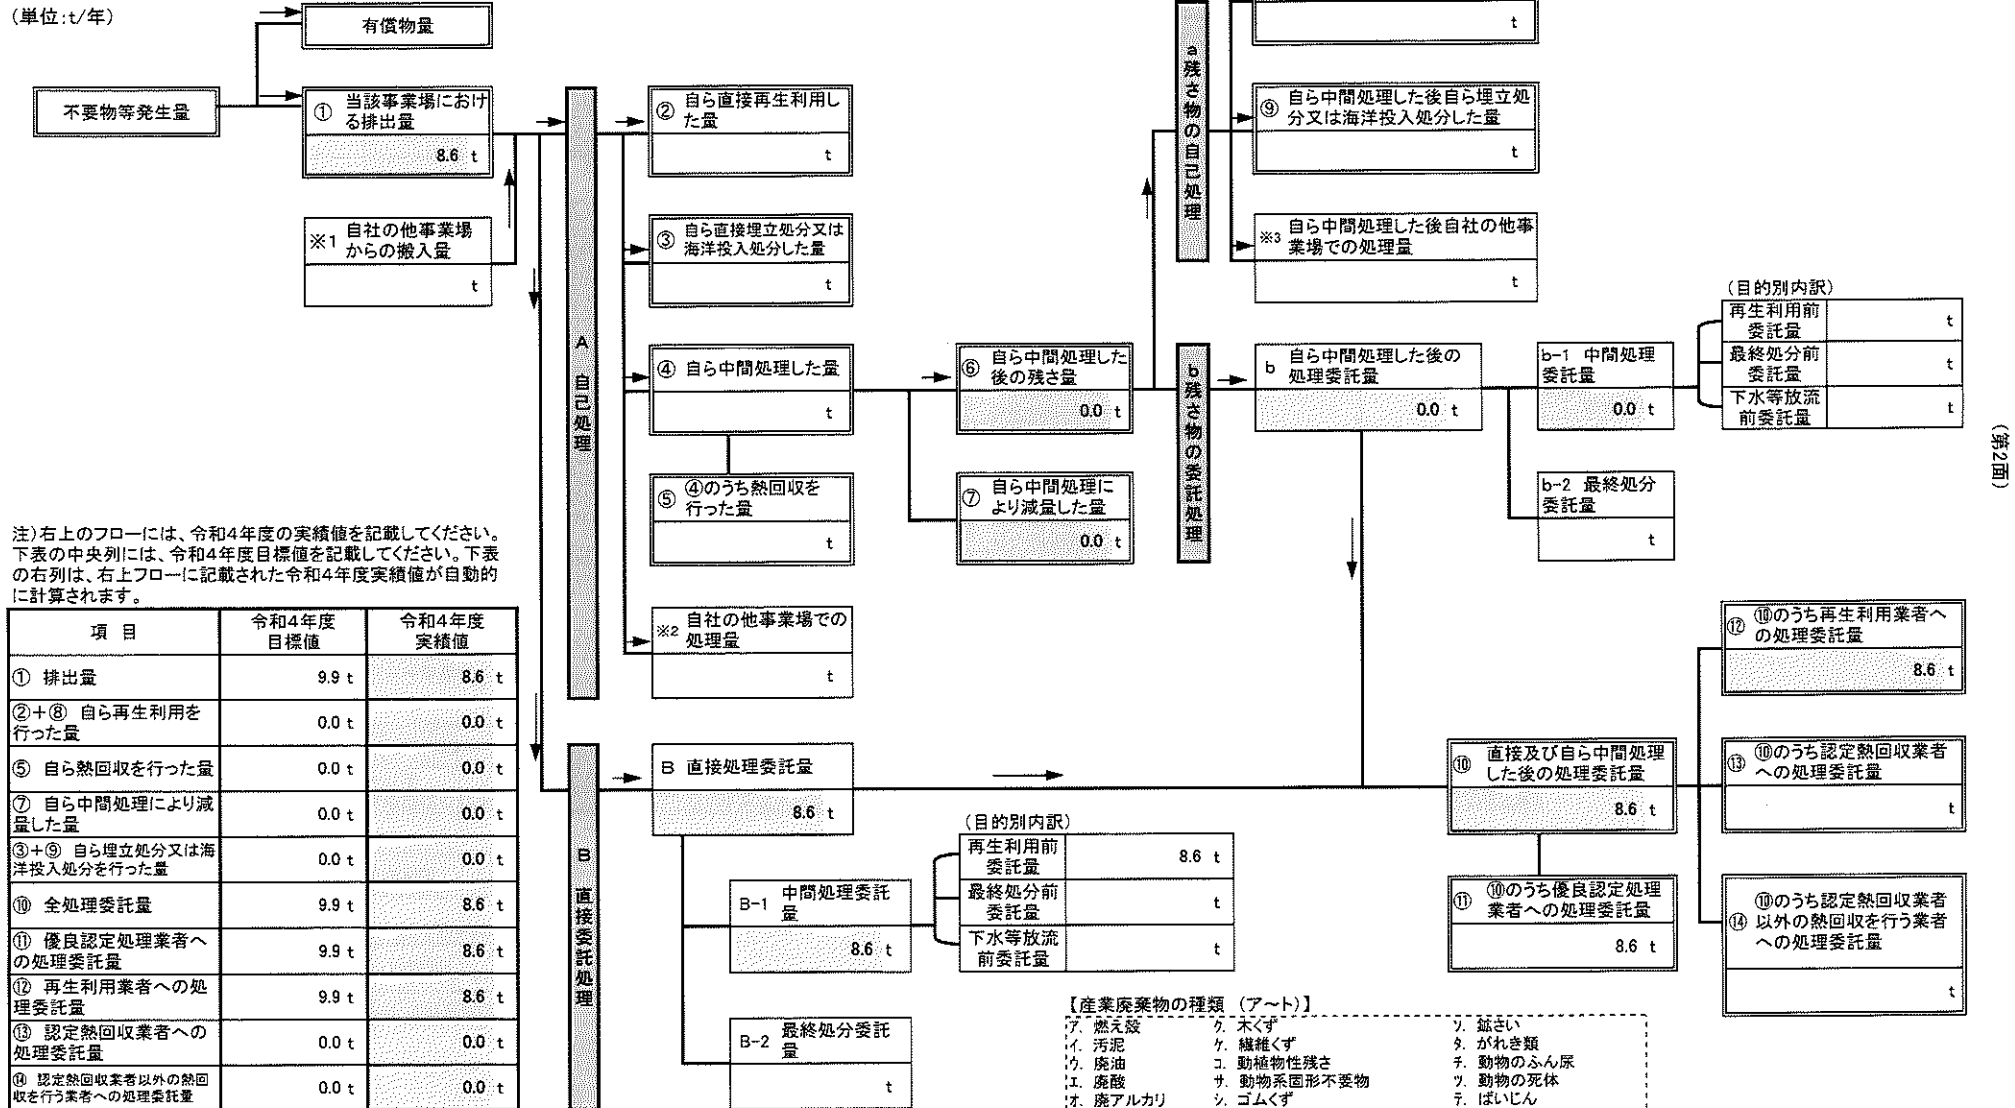 (単位:t/年)
有償物量
不要物等発生量
① 当該事業場におけ
る排出量
8.6 t
※1 自社の他事業場
からの搬入量
t
A 自己処理
② 自ら直接再生利用し
た量
t
③ 自ら直接埋立処分又は
海洋投入処分した量
t
④ 自ら中間処理した量
t
⑤ ④のうち熱回収を
行った量
t
※2 自社の他事業場での
処理量
t
⑥ 自ら中間処理した
後の残さ量
0.0 t
⑦ 自ら中間処理に
より減量した量
0.0 t
a 残さ物の自己処理
t
⑨ 自ら中間処理した後自ら埋立処
分又は海洋投入処分した量
t
※3 自ら中間処理した後自社の他事
業場での処理量
t
b 残さ物の委託処理
b 自ら中間処理した後の
処理委託量
0.0 t
b-1 中間処理
委託量
0.0 t
(目的別内訳)
再生利用前
委託量
t
最終処分前
委託量
t
下水等放流
前委託量
t
b-2 最終処分
委託量
t
(第2面)
注)右上のフローには、令和4年度の実績値を記載してください。
下表の中央列には、令和4年度目標値を記載してください。下表
の右列は、右上フローに記載された令和4年度実績値が自動的
に計算されます。
項 目
令和4年度
目標値
令和4年度
実績値
① 排出量 9.9 t 8.6 t
②+⑧ 自ら再生利用を
行った量 0.0 t 0.0 t
⑤ 自ら熱回収を行った量 0.0 t 0.0 t
⑦ 自ら中間処理により減
量した量 0.0 t 0.0 t
③+⑨ 自ら埋立処分又は海
洋投入処分を行った量 0.0 t 0.0 t
⑩ 全処理委託量 9.9 t 8.6 t
⑪ 優良認定処理業者へ
の処理委託量 9.9 t 8.6 t
⑫ 再生利用業者への処
理委託量 9.9 t 8.6 t
⑬ 認定熱回収業者への
処理委託量 0.0 t 0.0 t
⑭ 認定熱回収業者以外の熱回
収を行う業者への処理委託量 0.0 t 0.0 t
B 直接委託処理
B 直接処理委託量
8.6 t
B-1 中間処理委託
量
8.6 t
(目的別内訳)
再生利用前
委託量
8.6 t
最終処分前
委託量
t
下水等放流
前委託量
t
B-2 最終処分委託
量
t
⑩ 直接及び自ら中間処理
した後の処理委託量
8.6 t
⑪ ⑩のうち優良認定処理
業者への処理委託量
8.6 t
⑫ ⑩のうち再生利用業者へ
の処理委託量
8.6 t
⑬ ⑩のうち認定熱回収業者
への処理委託量
t
⑭ ⑩のうち認定熱回収業者
以外の熱回収を行う業者
への処理委託量
t
【産業廃棄物の種類 (ア~ト)】
ア. 燃え殻 ク. 木くず ソ. 鉱さい
イ. 汚泥 ケ. 繊維くず タ. がれき類
ウ. 廃油 コ. 動植物性残さ チ. 動物のふん尿
エ. 廃酸 サ. 動物系固形不要物 ツ. 動物の死体
オ. 廃アルカリ シ. ゴムくず テ. ばいじん